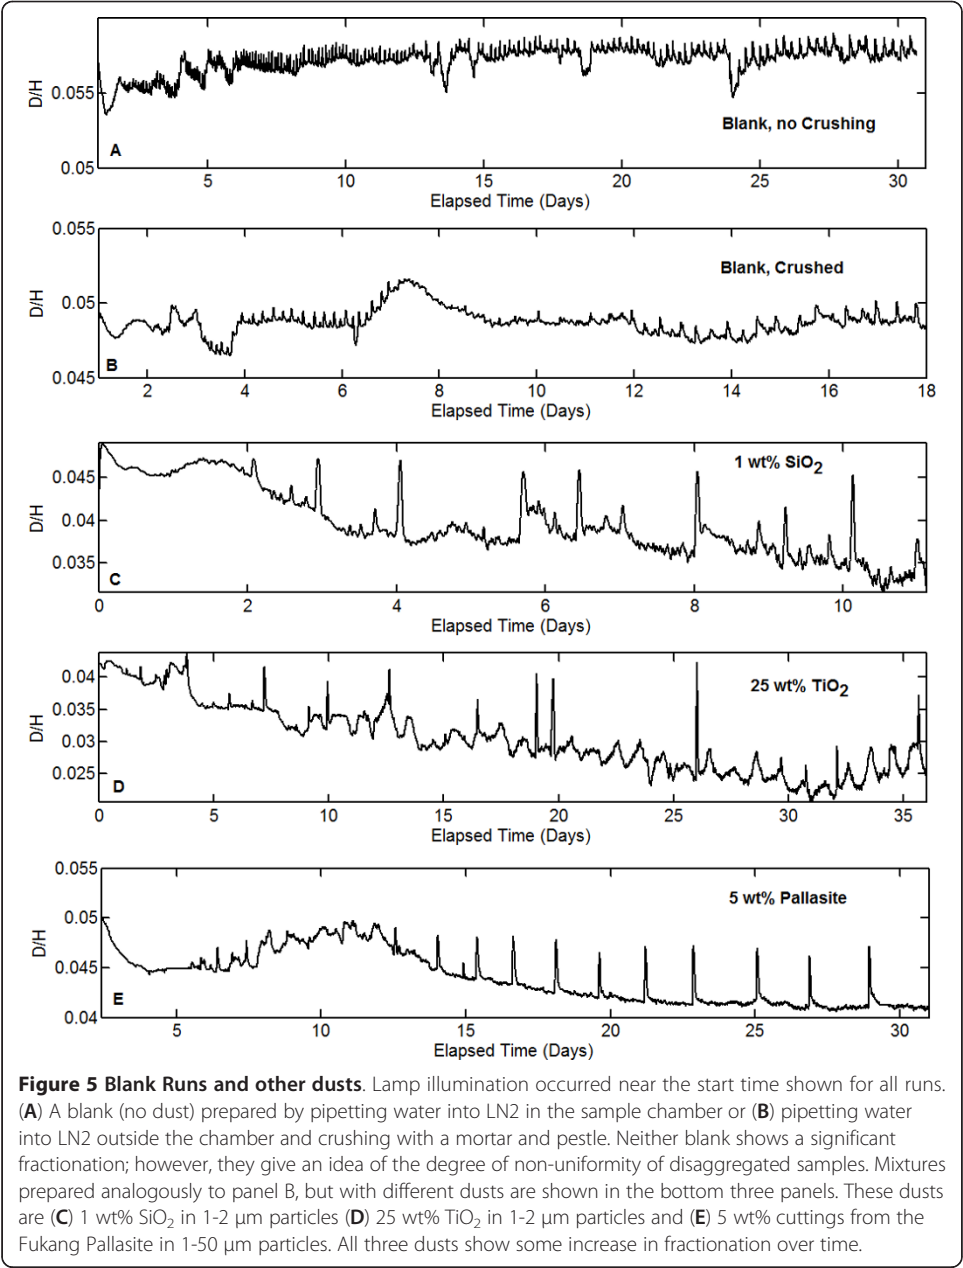 D/H
0.055
0.05
A
Blank, no Crushing
5 10 15 20 25 30
Elapsed Time (Days)
D/H
0.055
0.05
0.045
B
Blank, Crushed
2 4 6 8 10 12 14 16 18
Elapsed Time (Days)
D/H
0.045
0.04
0.035
C
1 wt% SiO₂
0 2 4 6 8 10
Elapsed Time (Days)
D/H
0.04
0.035
0.03
0.025
D
25 wt% TiO₂
0 5 10 15 20 25 30 35
Elapsed Time (Days)
D/H
0.055
0.05
0.045
0.04
E
5 wt% Pallasite
5 10 15 20 25 30
Elapsed Time (Days)
Figure 5 Blank Runs and other dusts. Lamp illumination occurred near the start time shown for all runs.
(A) A blank (no dust) prepared by pipetting water into LN2 in the sample chamber or (B) pipetting water
into LN2 outside the chamber and crushing with a mortar and pestle. Neither blank shows a significant
fractionation; however, they give an idea of the degree of non-uniformity of disaggregated samples. Mixtures
prepared analogously to panel B, but with different dusts are shown in the bottom three panels. These dusts
are (C) 1 wt% SiO₂ in 1-2 μm particles (D) 25 wt% TiO₂ in 1-2 μm particles and (E) 5 wt% cuttings from the
Fukang Pallasite in 1-50 μm particles. All three dusts show some increase in fractionation over time.